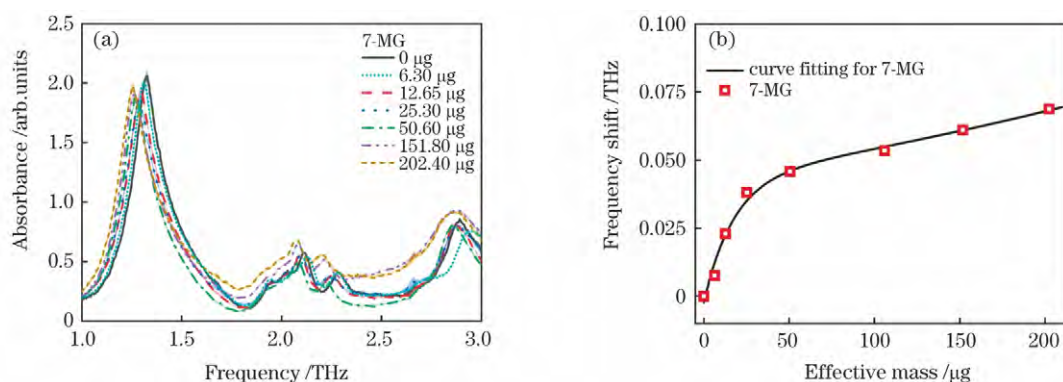 (a)
7-MG
0 μg
6.30 μg
12.65 μg
25.30 μg
50.60 μg
151.80 μg
202.40 μg
2.5
2.0
1.5
1.0
0.5
0
Absorbance /arb.units
1.0
1.5
2.0
2.5
3.0
Frequency /THz
(b)
curve fitting for 7-MG
7-MG
0.100
0.075
0.050
0.025
0
Frequency shift /THz
0
50
100
150
200
Effective mass /μg